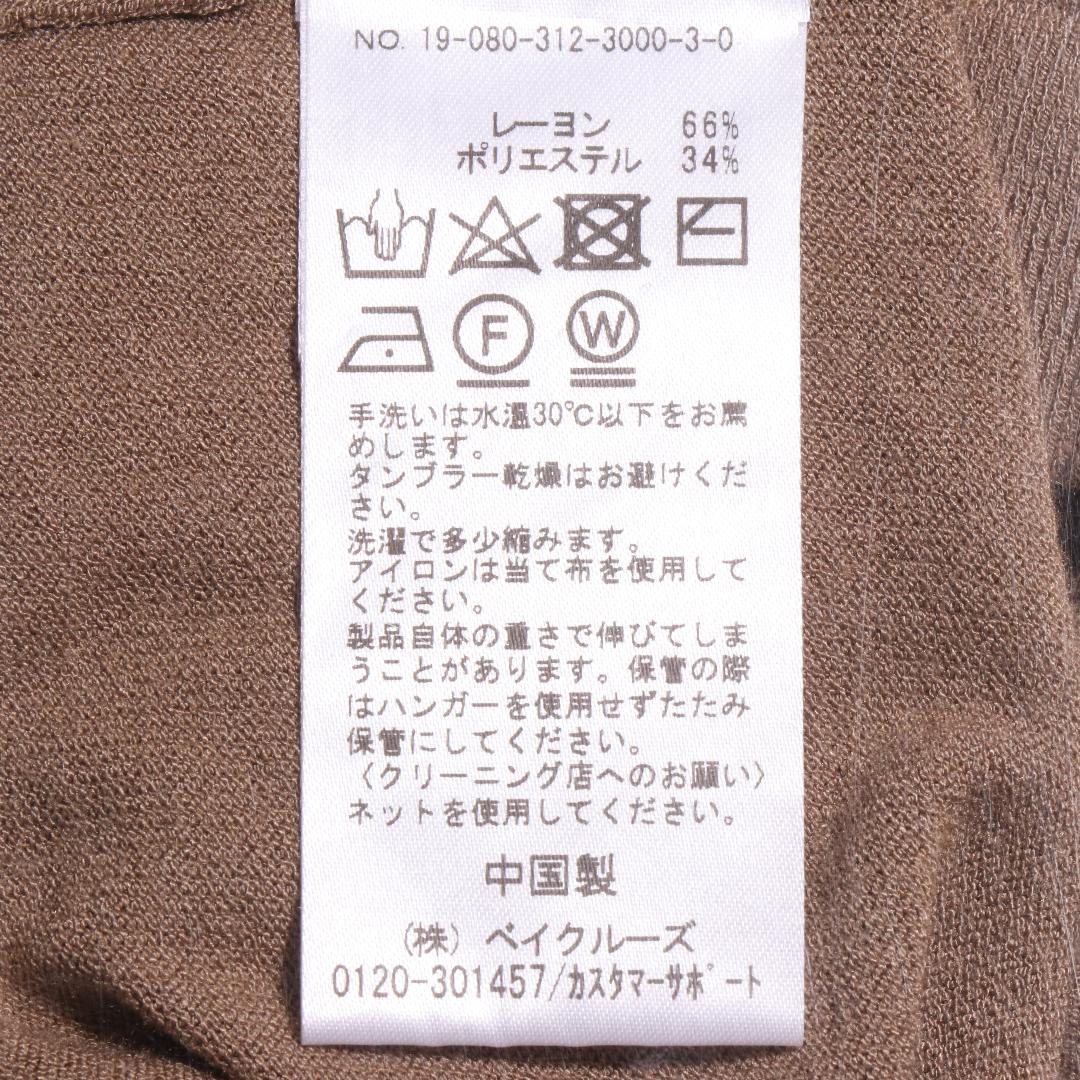 NO. 19-080-312-3000-3-0
レーヨン 66%
ポリエステル 34%
F W
手洗いは水温30℃以下をお薦
めします。
タンブラー乾燥はお避けくだ
さい。
洗濯で多少縮みます。
アイロンは当て布を使用して
ください。
製品自体の重さで伸びてしま
うことがあります。保管の際
はハンガーを使用せずたたみ
保管にしてください。
〈クリーニング店へのお願い〉
ネットを使用してください。
中国製
(株) ベイクルーズ
0120-301457/カスタマーサポート